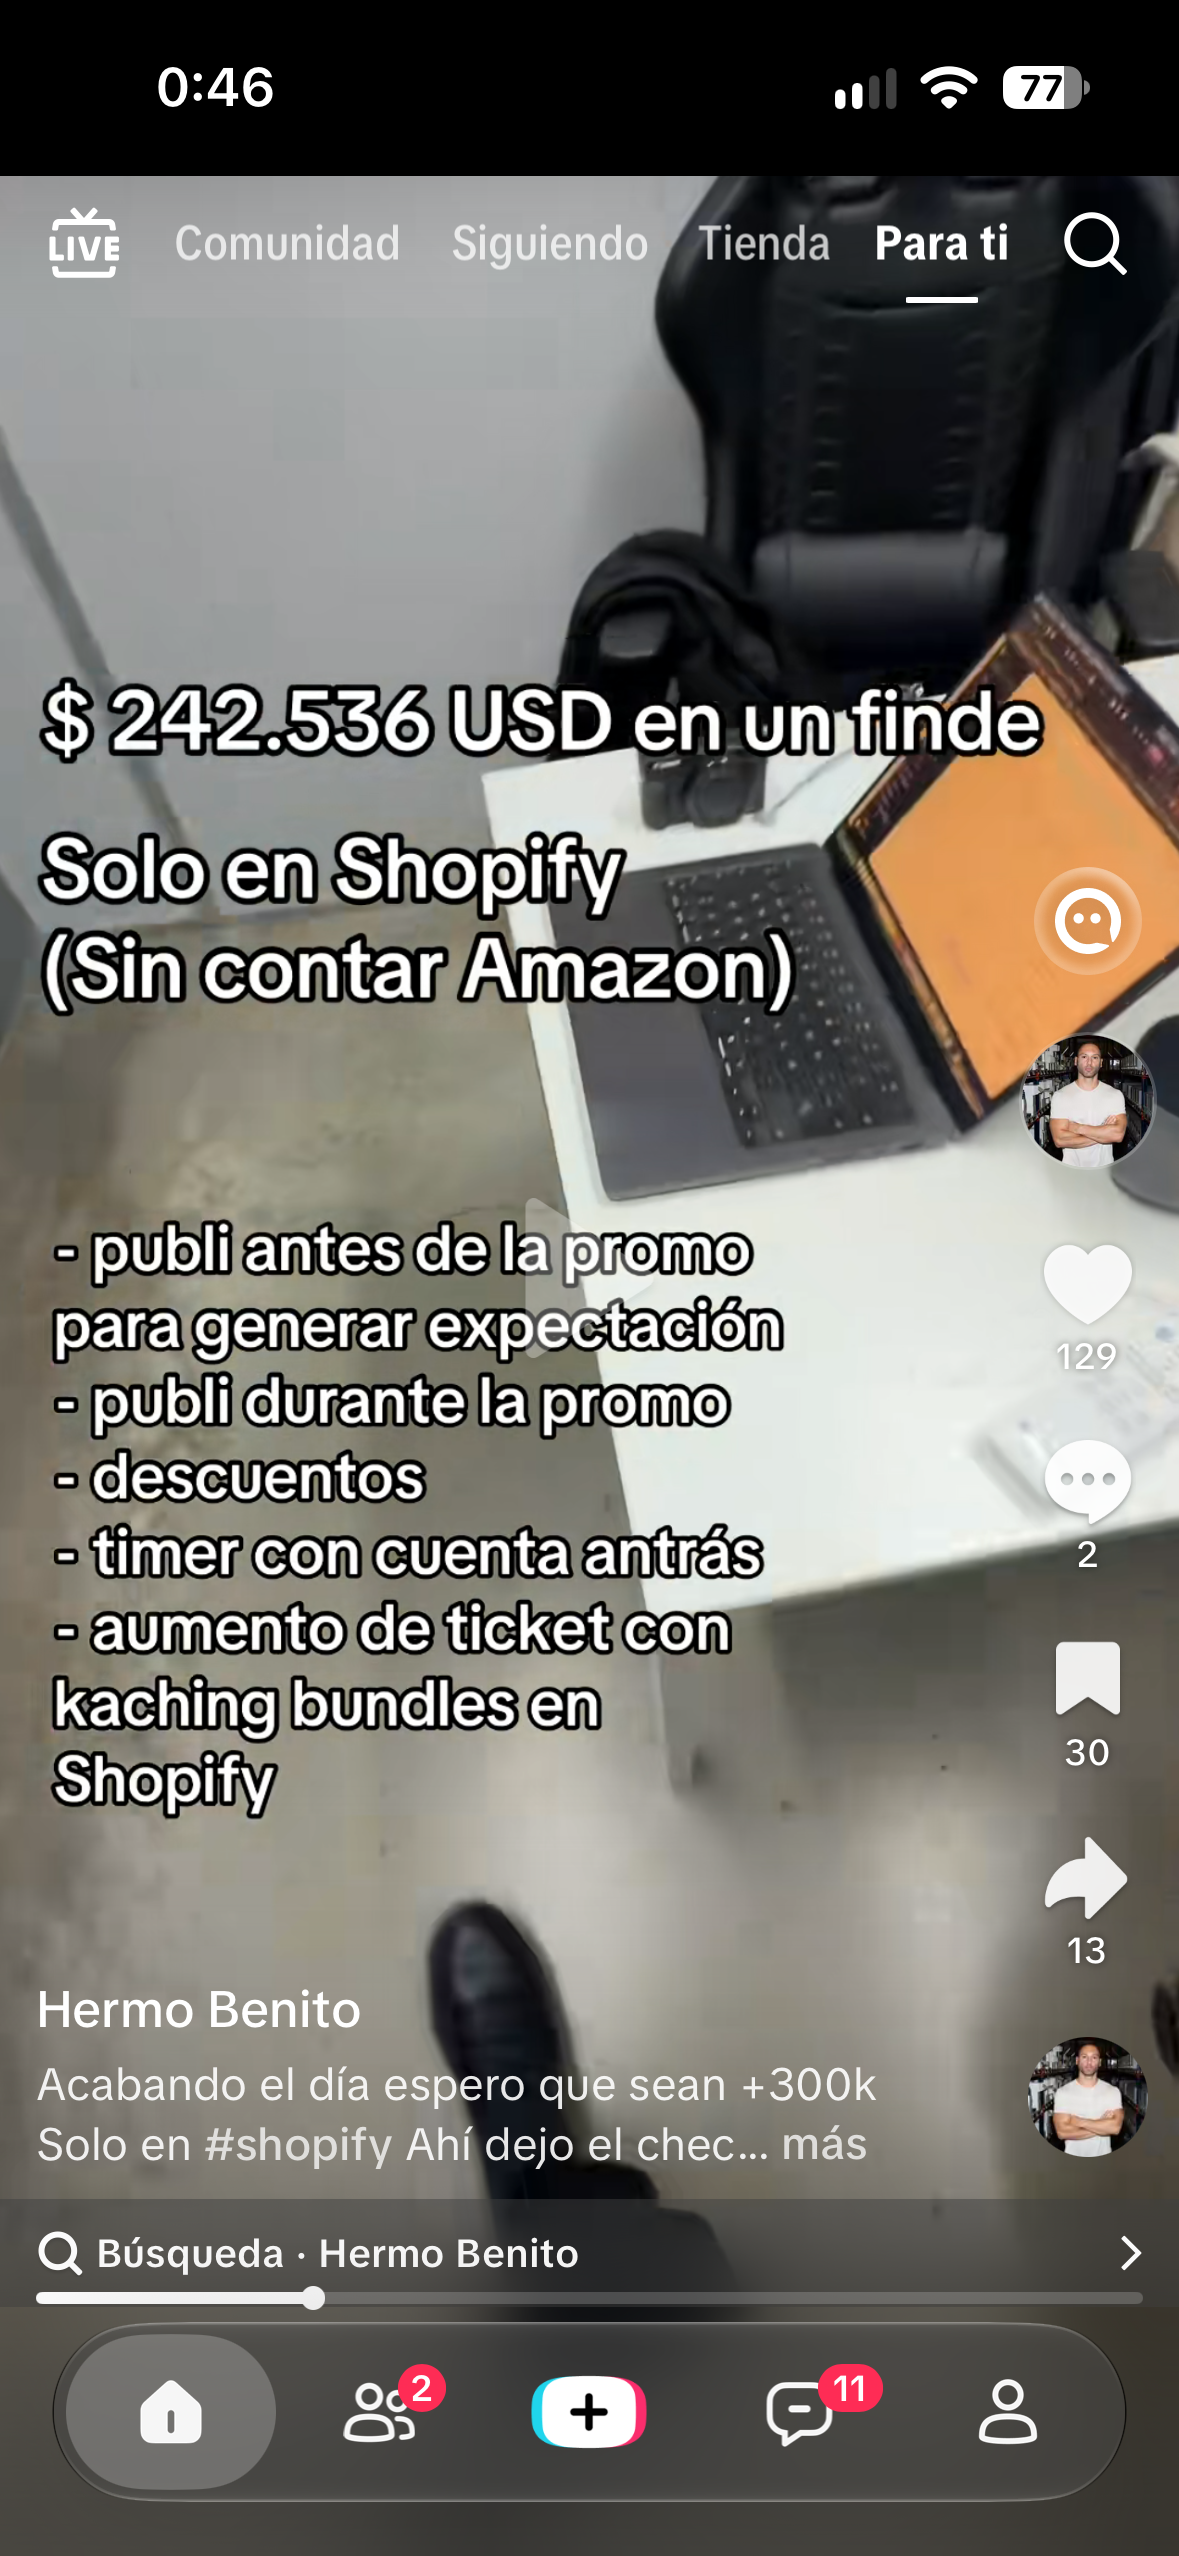 0:46
77
LIVE
Comunidad Siguiendo Tienda Para ti
$ 242.536 USD en un finde
Solo en Shopify
(Sin contar Amazon)
- publi antes de la promo
para generar expectación
- publi durante la promo
- descuentos
- timer con cuenta antrás
- aumento de ticket con
kaching bundles en
Shopify
129
2
30
13
Hermo Benito
Acabando el día espero que sean +300k
Solo en #shopify Ahí dejo el chec... más
Búsqueda · Hermo Benito
2
11